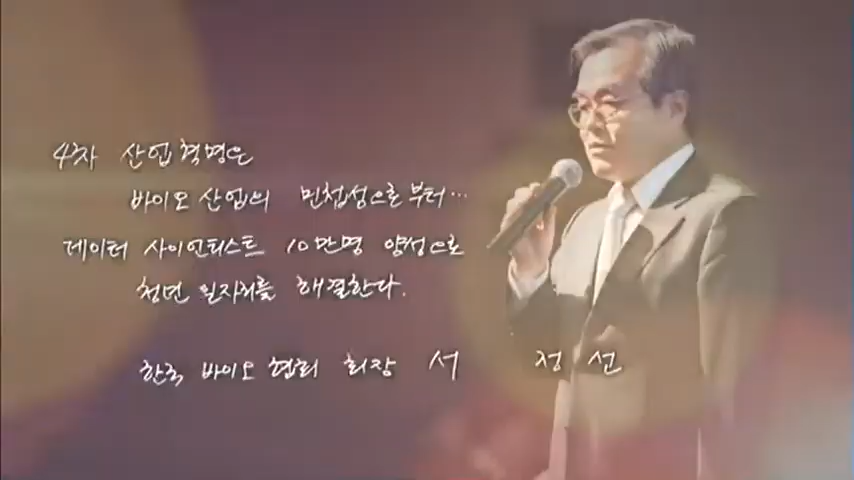 4차 산업혁명은
바이오 산업의 민첩성으로부터…
데이터 사이언티스트 10만명 양성으로
청년 일자리를 해결한다.
한국 바이오 협회 회장 서 정 선